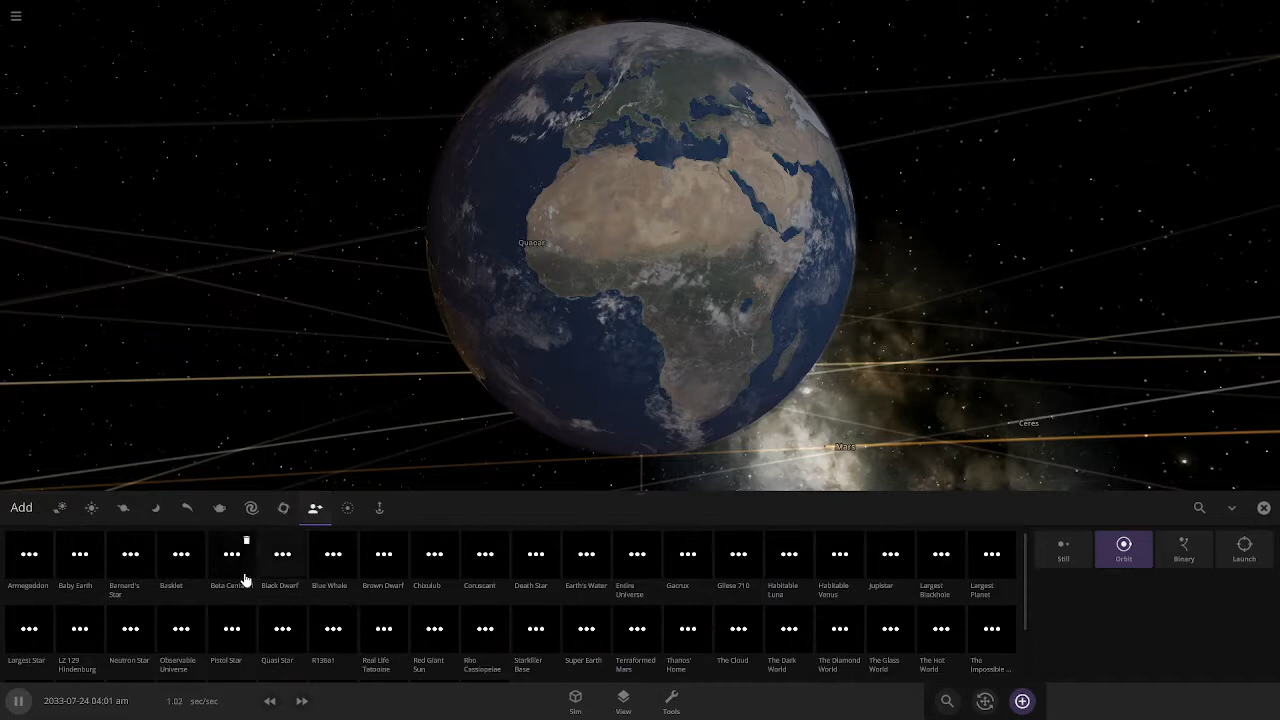 Quaoar
Ceres
Mars
Add
Armegeddon
Baby Earth
Barnard's
Star
Basklet
Beta Cen
Black Dwarf
Blue Whale
Brown Dwarf
Chixulub
Coruscant
Death Star
Earth's Water
Entire
Universe
Gacrux
Gliese 710
Habitable
Luna
Habitable
Venus
Jupistar
Largest
Blackhole
Largest
Planet
Still
Orbit
Binary
Launch
Largest Star
LZ 129
Hindenburg
Neutron Star
Observable
Universe
Pistol Star
Quasi Star
R136a1
Real Life
Tatooine
Red Giant
Sun
Rho
Cassiopeiae
Starkiller
Base
Super Earth
Terraformed
Mars
Thanos'
Home
The Cloud
The Dark
World
The Diamond
World
The Glass
World
The Hot
World
The
Impossible ...
2033-07-24 04:01 am
1.02 sec/sec
Sim
View
Tools